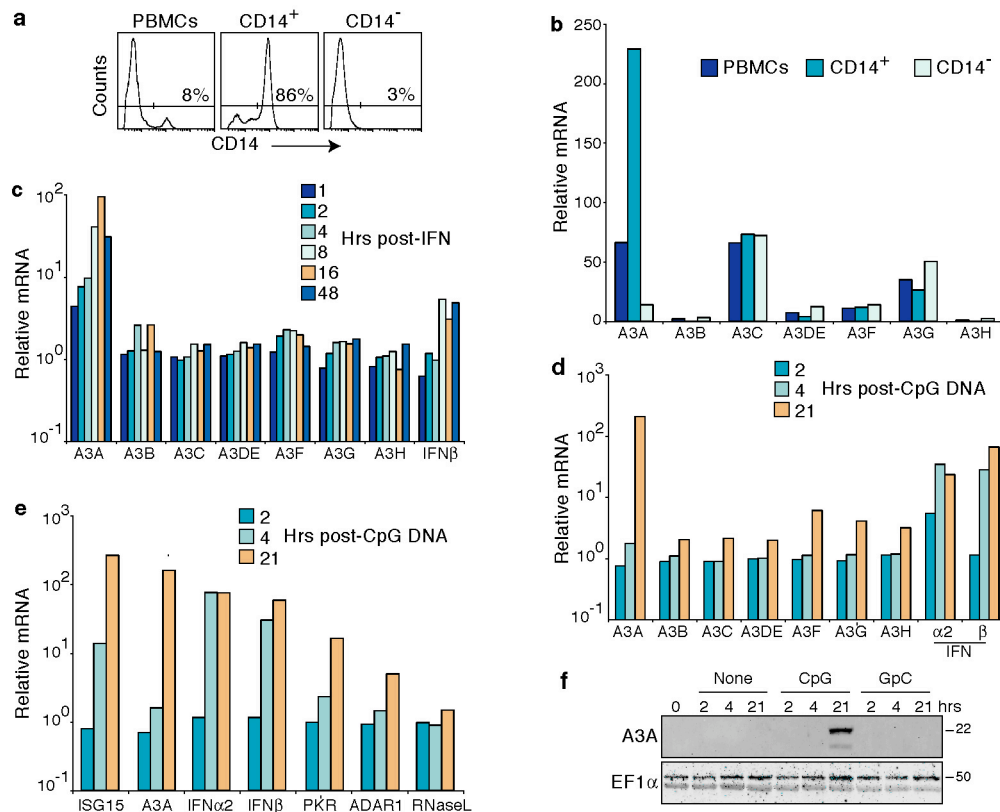 a
PBMCs CD14+ CD14-
Counts
8% 86% 3%
CD14
b
Relative mRNA
250
200
150
100
50
0
PBMCs CD14+ CD14-
A3A A3B A3C A3DE A3F A3G A3H
c
Relative mRNA
10^2
10^1
10^0
10^-1
1
2
4
8
16
48
Hrs post-IFN
A3A A3B A3C A3DE A3F A3G A3H IFNβ
d
Relative mRNA
10^3
10^2
10^1
10^0
10^-1
2
4
21
Hrs post-CpG DNA
A3A A3B A3C A3DE A3F A3G A3H α2 β
IFN
e
Relative mRNA
10^3
10^2
10^1
10^0
10^-1
2
4
21
Hrs post-CpG DNA
ISG15 A3A IFNα2 IFNβ PKR ADAR1 RNaseL
f
None CpG GpC
0 2 4 21 2 4 21 2 4 21 hrs
A3A
-22
EF1α
-50